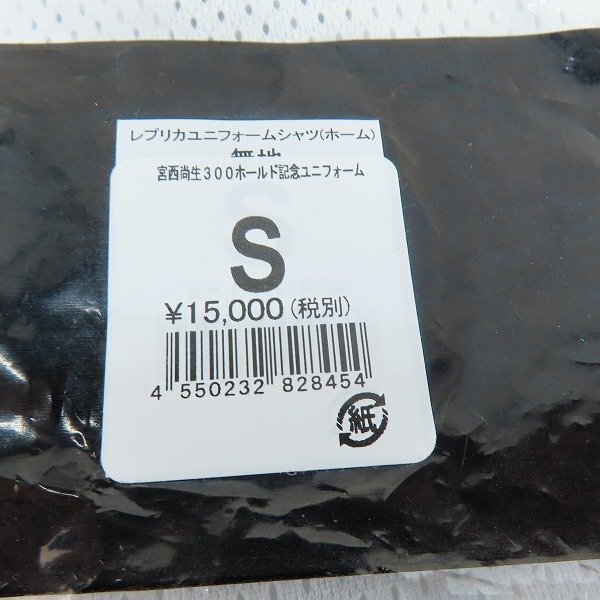 レプリカユニフォームシャツ(ホーム)
無地
宮西尚生300ホールド記念ユニフォーム
S
¥15,000(税別)
4 550232 828454
紙